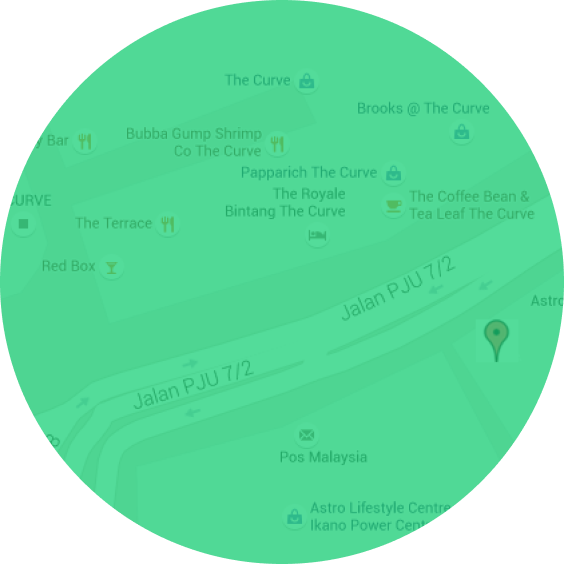 The Curve
Brooks @ The Curve
y Bar
Bubba Gump Shrimp
Co The Curve
Papparich The Curve
The Royale
Bintang The Curve
The Coffee Bean &
Tea Leaf The Curve
URVE
The Terrace
Red Box
Jalan PJU 7/2
Astro
Jalan PJU 7/2
Pos Malaysia
Astro Lifestyle Centre
Ikano Power Cent